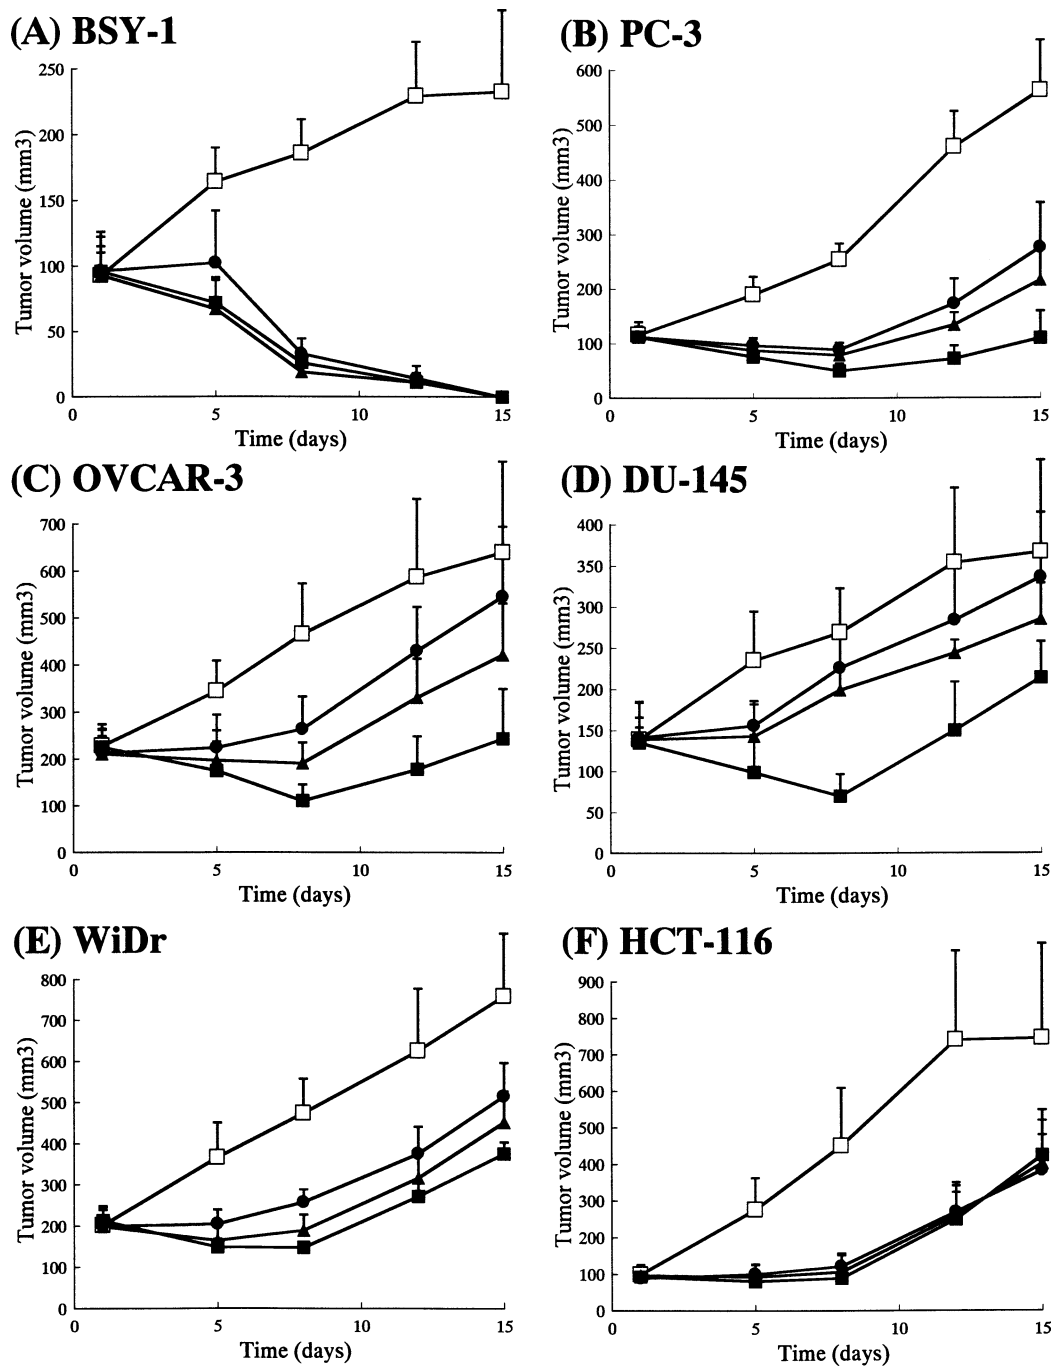 (A) BSY-1
Tumor volume (mm3)
250
200
150
100
50
0
0 5 10 15
Time (days)
(B) PC-3
Tumor volume (mm3)
600
500
400
300
200
100
0
0 5 10 15
Time (days)
(C) OVCAR-3
Tumor volume (mm3)
700
600
500
400
300
200
100
0
0 5 10 15
Time (days)
(D) DU-145
Tumor volume (mm3)
400
350
300
250
200
150
100
50
0
0 5 10 15
Time (days)
(E) WiDr
Tumor volume (mm3)
800
700
600
500
400
300
200
100
0
0 5 10 15
Time (days)
(F) HCT-116
Tumor volume (mm3)
900
800
700
600
500
400
300
200
100
0
0 5 10 15
Time (days)